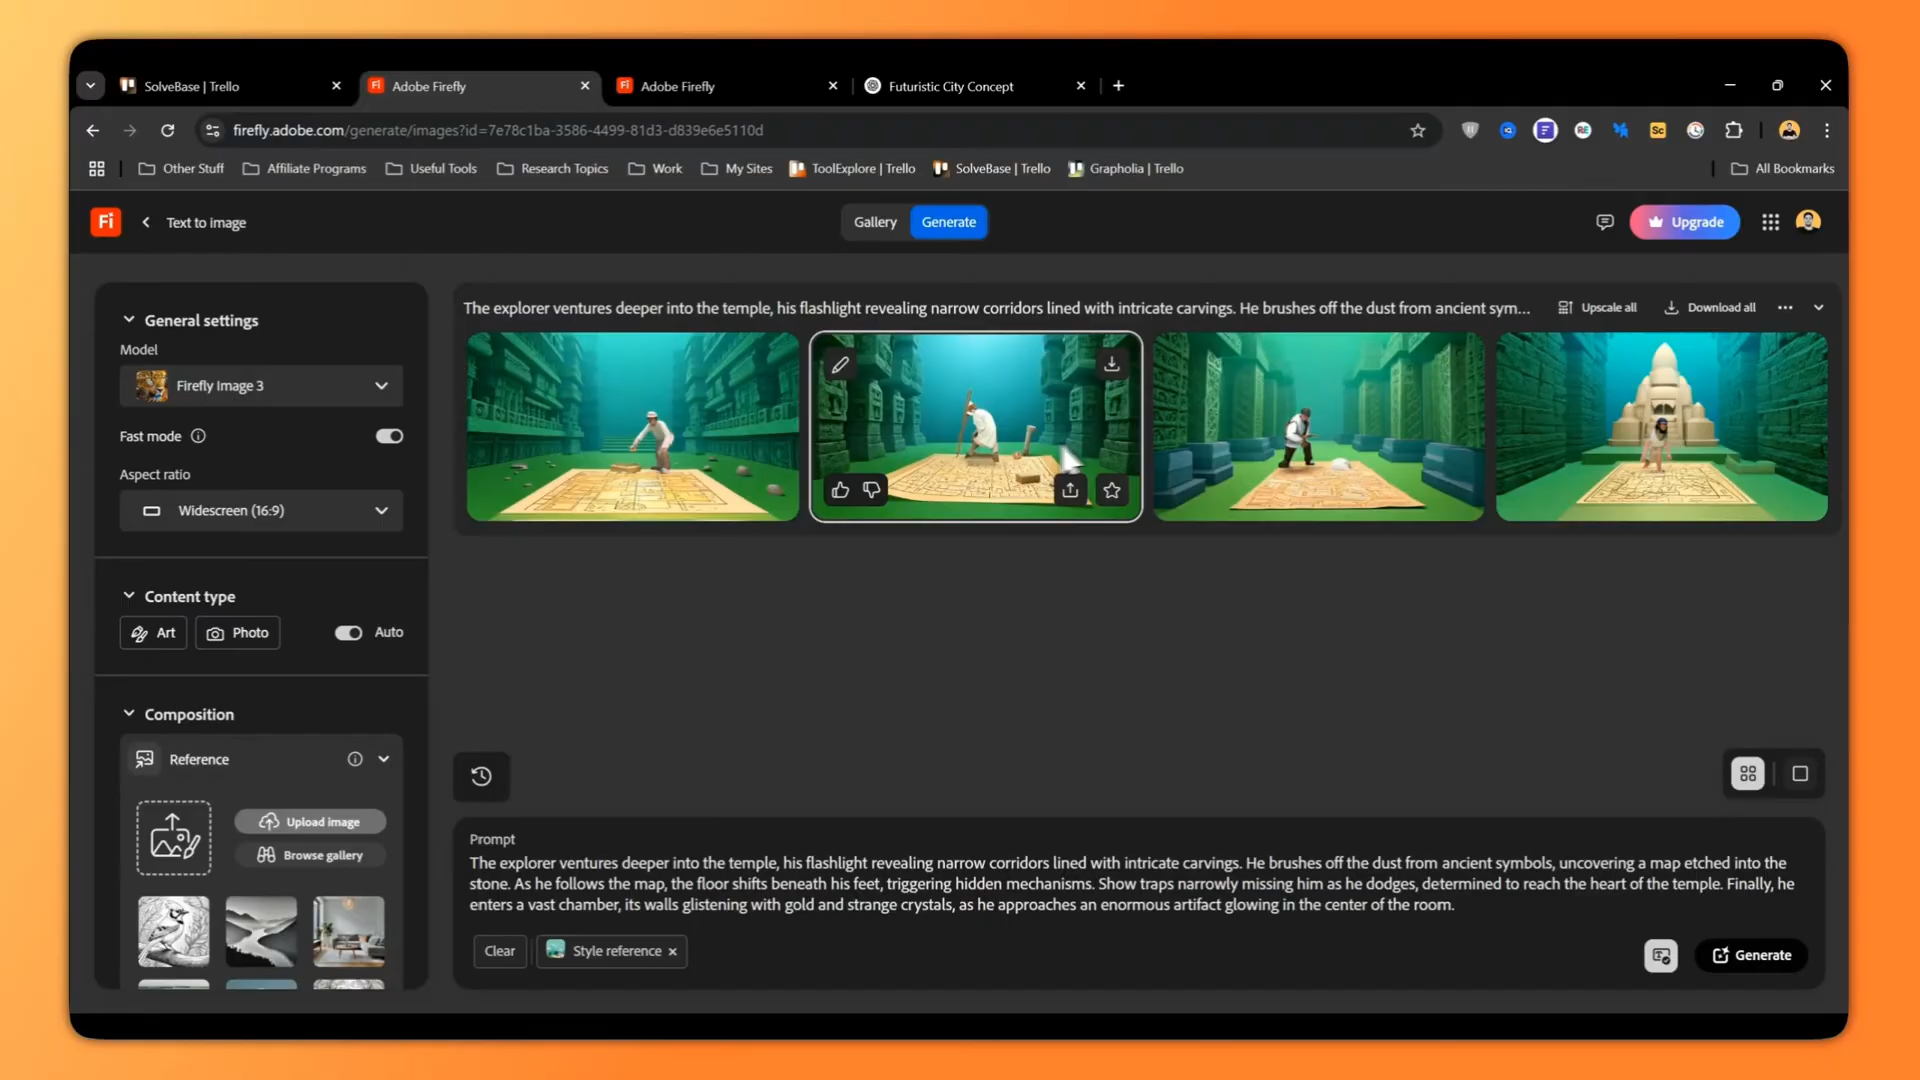 SolveBase | Trello
Adobe Firefly
Adobe Firefly
Futuristic City Concept
firefly.adobe.com/generate/images?id=7e78c1ba-3586-4499-81d3-d839e6e5110d
RE
Sc
Other Stuff
Affiliate Programs
Useful Tools
Research Topics
Work
My Sites
ToolExplore | Trello
SolveBase | Trello
Grapholia | Trello
All Bookmarks
Fi
Text to image
Gallery
Generate
Upgrade
General settings
Model
Firefly Image 3
Fast mode
Aspect ratio
Widescreen (16:9)
Content type
Art
Photo
Auto
Composition
Reference
Upload image
Browse gallery
The explorer ventures deeper into the temple, his flashlight revealing narrow corridors lined with intricate carvings. He brushes off the dust from ancient sym...
Upscale all
Download all
Prompt
The explorer ventures deeper into the temple, his flashlight revealing narrow corridors lined with intricate carvings. He brushes off the dust from ancient symbols, uncovering a map etched into the
stone. As he follows the map, the floor shifts beneath his feet, triggering hidden mechanisms. Show traps narrowly missing him as he dodges, determined to reach the heart of the temple. Finally, he
enters a vast chamber, its walls glistening with gold and strange crystals, as he approaches an enormous artifact glowing in the center of the room.
Clear
Style reference
Generate